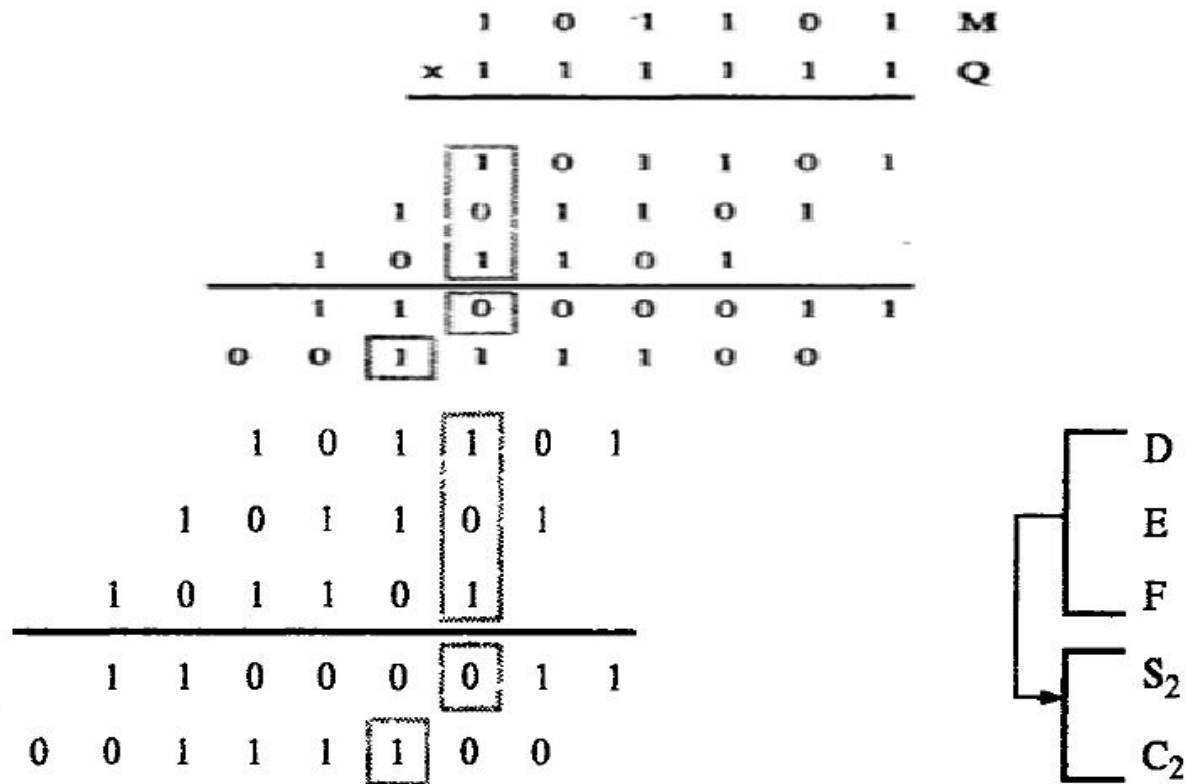 1 0 1 1 0 1 M
x 1 1 1 1 1 1 Q
1 0 1 1 0 1
1 0 1 1 0 1
1 0 1 1 0 1
1 1 0 0 0 0 1 1
0 0 1 1 1 1 0 0
1 0 1 1 0 1 D
1 0 1 1 0 1 E
1 0 1 1 0 1 F
1 1 0 0 0 0 1 1 S₂
0 0 1 1 1 1 0 0 C₂